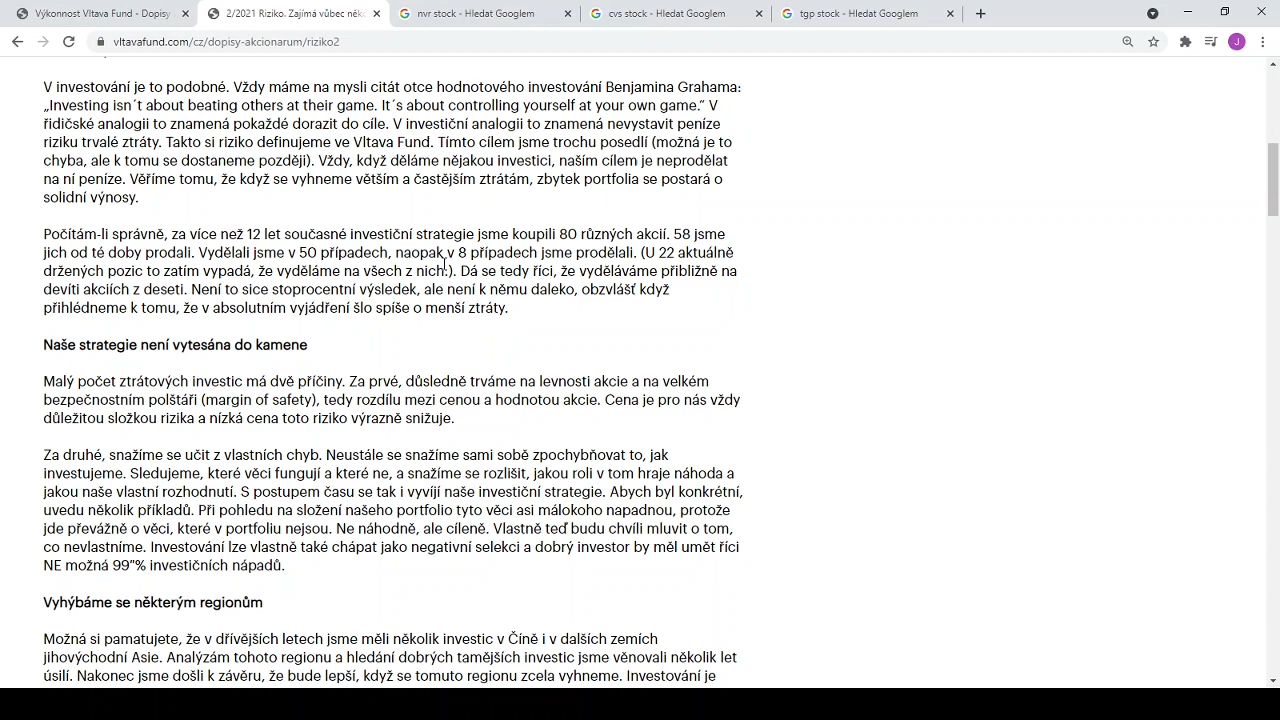 Výkonnost Vltava Fund - Dopisy a
2/2021 Riziko. Zajímá vůbec něko
nvr stock - Hledat Googlem
cvs stock - Hledat Googlem
tgp stock - Hledat Googlem
vltavafund.com/cz/dopisy-akcionarum/riziko2
J
V investování je to podobné. Vždy máme na mysli citát otce hodnotového investování Benjamina Grahama:
„Investing isn´t about beating others at their game. It´s about controlling yourself at your own game.“ V
řidičské analogii to znamená pokaždé dorazit do cíle. V investiční analogii to znamená nevystavit peníze
riziku trvalé ztráty. Takto si riziko definujeme ve Vltava Fund. Tímto cílem jsme trochu posedlí (možná je to
chyba, ale k tomu se dostaneme později). Vždy, když děláme nějakou investici, naším cílem je neprodělat
na ní peníze. Věříme tomu, že když se vyhneme větším a častějším ztrátám, zbytek portfolia se postará o
solidní výnosy.
Počítám-li správně, za více než 12 let současné investiční strategie jsme koupili 80 různých akcií. 58 jsme
jich od té doby prodali. Vydělali jsme v 50 případech, naopak v 8 případech jsme prodělali. (U 22 aktuálně
držených pozic to zatím vypadá, že vyděláme na všech z nich!). Dá se tedy říci, že vyděláváme přibližně na
devíti akciích z deseti. Není to sice stoprocentní výsledek, ale není k němu daleko, obzvlášť když
přihlédneme k tomu, že v absolutním vyjádření šlo spíše o menší ztráty.
Naše strategie není vytesána do kamene
Malý počet ztrátových investic má dvě příčiny. Za prvé, důsledně trváme na levnosti akcie a na velkém
bezpečnostním polštáři (margin of safety), tedy rozdílu mezi cenou a hodnotou akcie. Cena je pro nás vždy
důležitou složkou rizika a nízká cena toto riziko výrazně snižuje.
Za druhé, snažíme se učit z vlastních chyb. Neustále se snažíme sami sobě zpochybňovat to, jak
investujeme. Sledujeme, které věci fungují a které ne, a snažíme se rozlišit, jakou roli v tom hraje náhoda a
jakou naše vlastní rozhodnutí. S postupem času se tak i vyvíjí naše investiční strategie. Abych byl konkrétní,
uvedu několik příkladů. Při pohledu na složení našeho portfolio tyto věci asi málokoho napadnou, protože
jde převážně o věci, které v portfoliu nejsou. Ne náhodně, ale cíleně. Vlastně teď budu chvíli mluvit o tom,
co nevlastníme. Investování lze vlastně také chápat jako negativní selekci a dobrý investor by měl umět říci
NE možná 99"% investičních nápadů.
Vyhýbáme se některým regionům
Možná si pamatujete, že v dřívějších letech jsme měli několik investic v Číně i v dalších zemích
jihovýchodní Asie. Analýzám tohoto regionu a hledání dobrých tamějších investic jsme věnovali několik let
úsilí. Nakonec jsme došli k závěru, že bude lepší, když se tomuto regionu zcela vyhneme. Investování je